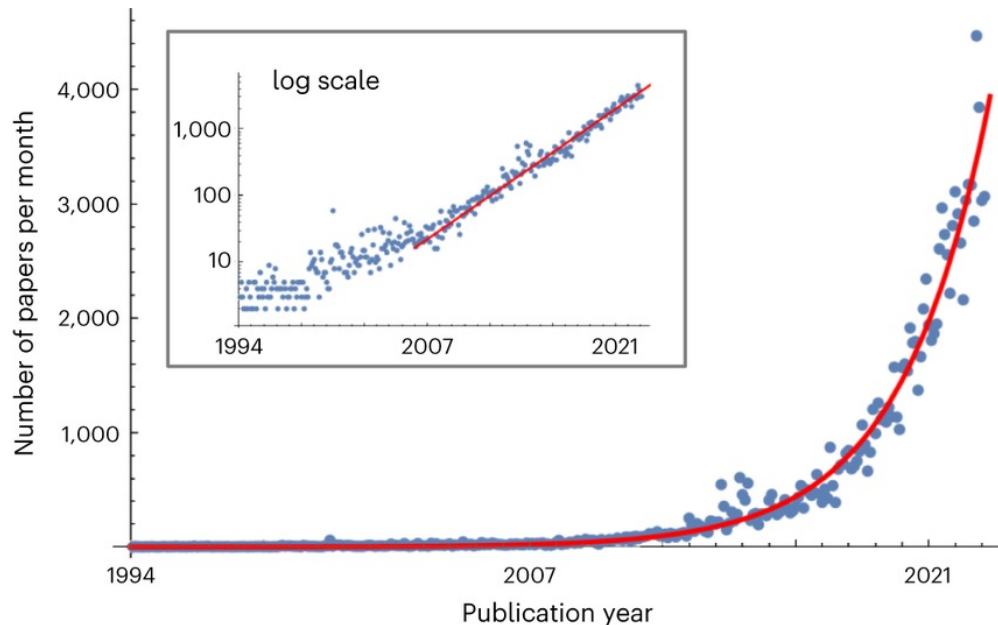 4,000
3,000
2,000
1,000
Number of papers per month
log scale
1,000
100
10
1994 2007 2021
1994 2007 2021
Publication year